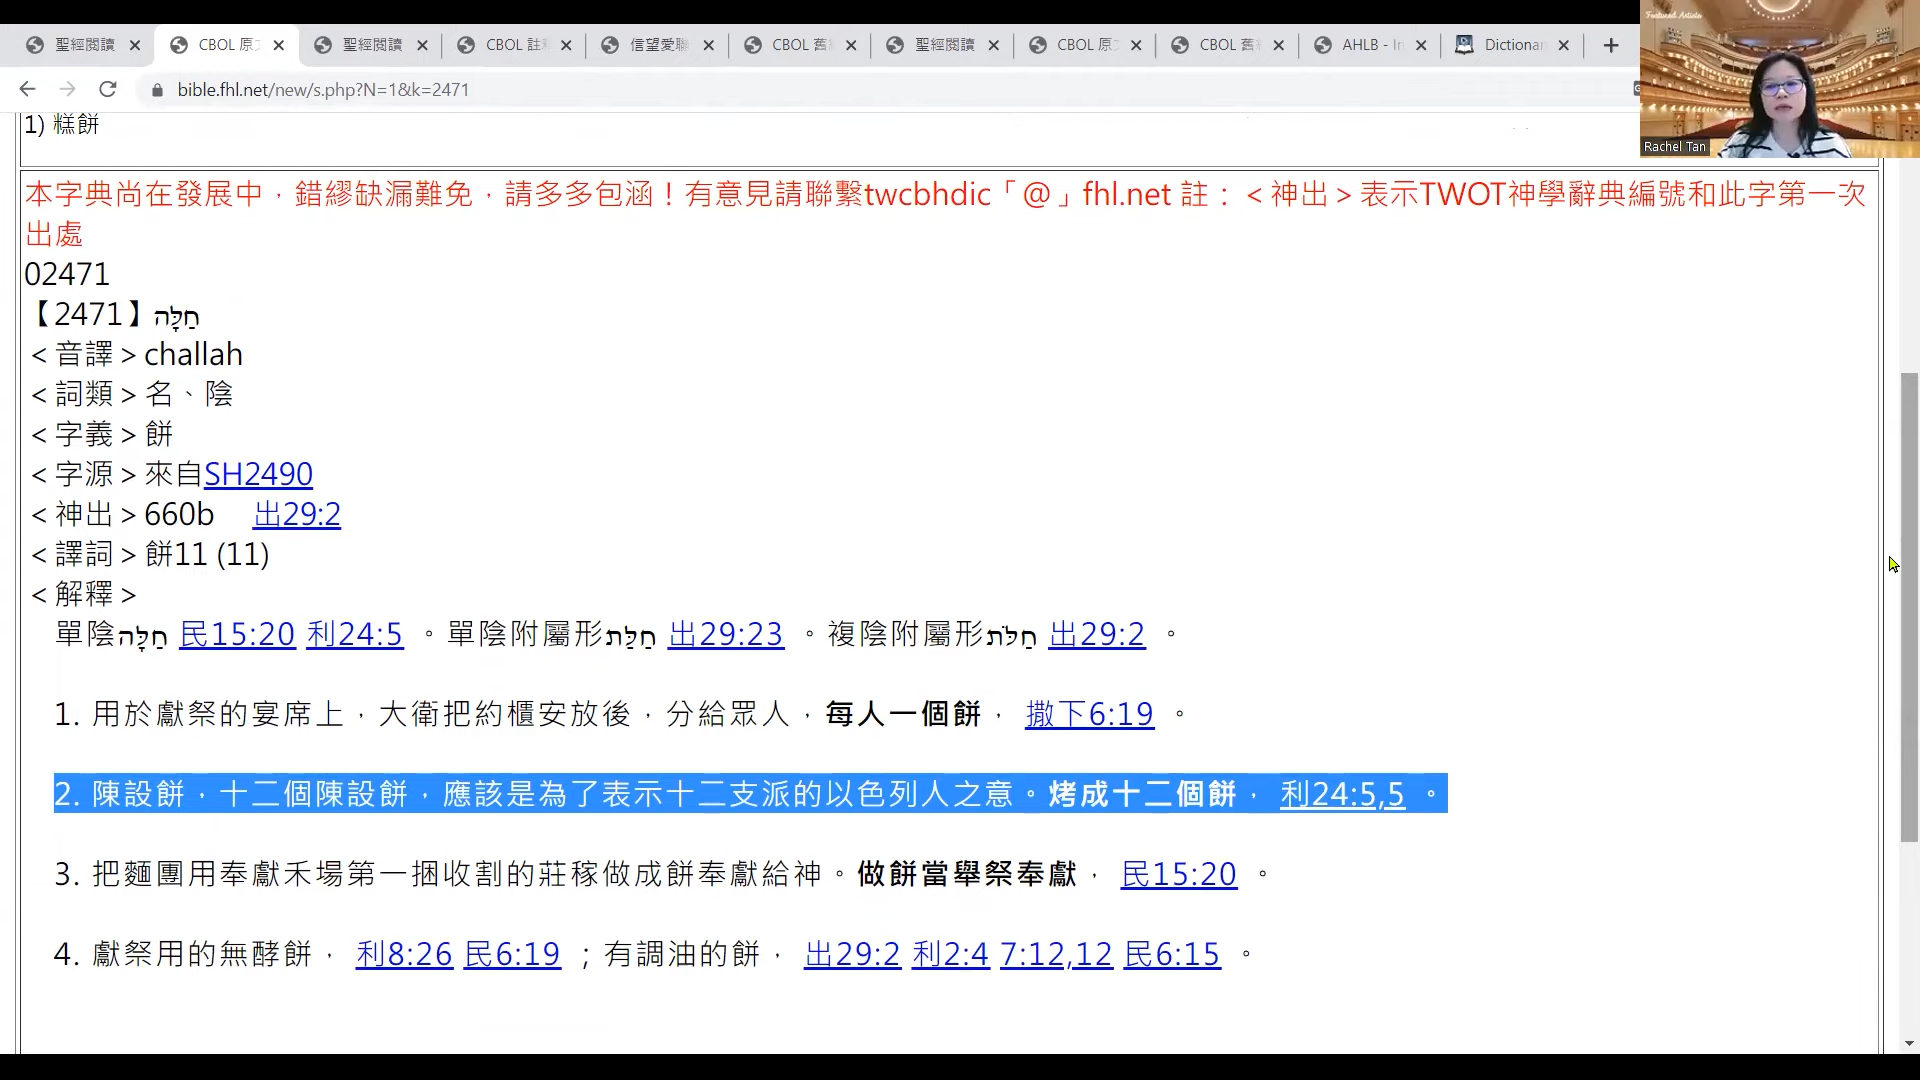 聖經閱讀
CBOL 原
聖經閱讀
CBOL 註
信望愛
CBOL 舊
聖經閱讀
CBOL 原
CBOL 舊
AHLB - In
Dictionar
bible.fhl.net/new/s.php?N=1&k=2471
Featured Artists
Rachel Tan
1) 糕餅
本字典尚在發展中，錯繆缺漏難免，請多多包涵！有意見請聯繫twcbhdic「@」fhl.net 註：＜神出＞表示TWOT神學辭典編號和此字第一次
出處
02471
【2471】חַלָּה
＜音譯＞challah
＜詞類＞名、陰
＜字義＞餅
＜字源＞來自SH2490
＜神出＞660b 出29:2
＜譯詞＞餅11 (11)
＜解釋＞
單陰חַלָּה 民15:20 利24:5 。單陰附屬形חַלַּת 出29:23 。複陰附屬形חַלֹּת 出29:2 。
1. 用於獻祭的宴席上，大衛把約櫃安放後，分給眾人，每人一個餅， 撒下6:19 。
2. 陳設餅，十二個陳設餅，應該是為了表示十二支派的以色列人之意。烤成十二個餅， 利24:5,5 。
3. 把麵團用奉獻禾場第一捆收割的莊稼做成餅奉獻給神。做餅當舉祭奉獻， 民15:20 。
4. 獻祭用的無酵餅， 利8:26 民6:19 ；有調油的餅， 出29:2 利2:4 7:12,12 民6:15 。